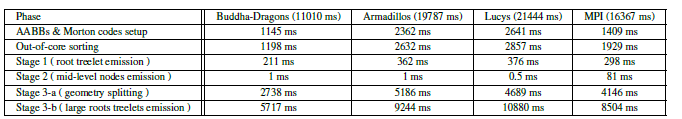 Phase Buddha-Dragons (11010 ms) Armadillos (19787 ms) Lucys (21444 ms) MPI (16367 ms)
AABBs & Morton codes setup 1145 ms 2362 ms 2641 ms 1409 ms
Out-of-core sorting 1198 ms 2632 ms 2857 ms 1929 ms
Stage 1 ( root treelet emission ) 211 ms 362 ms 376 ms 298 ms
Stage 2 ( mid-level nodes emission ) 1 ms 1 ms 0.5 ms 81 ms
Stage 3-a ( geometry splitting ) 2738 ms 5186 ms 4689 ms 4146 ms
Stage 3-b ( large roots treelets emission ) 5717 ms 9244 ms 10880 ms 8504 ms